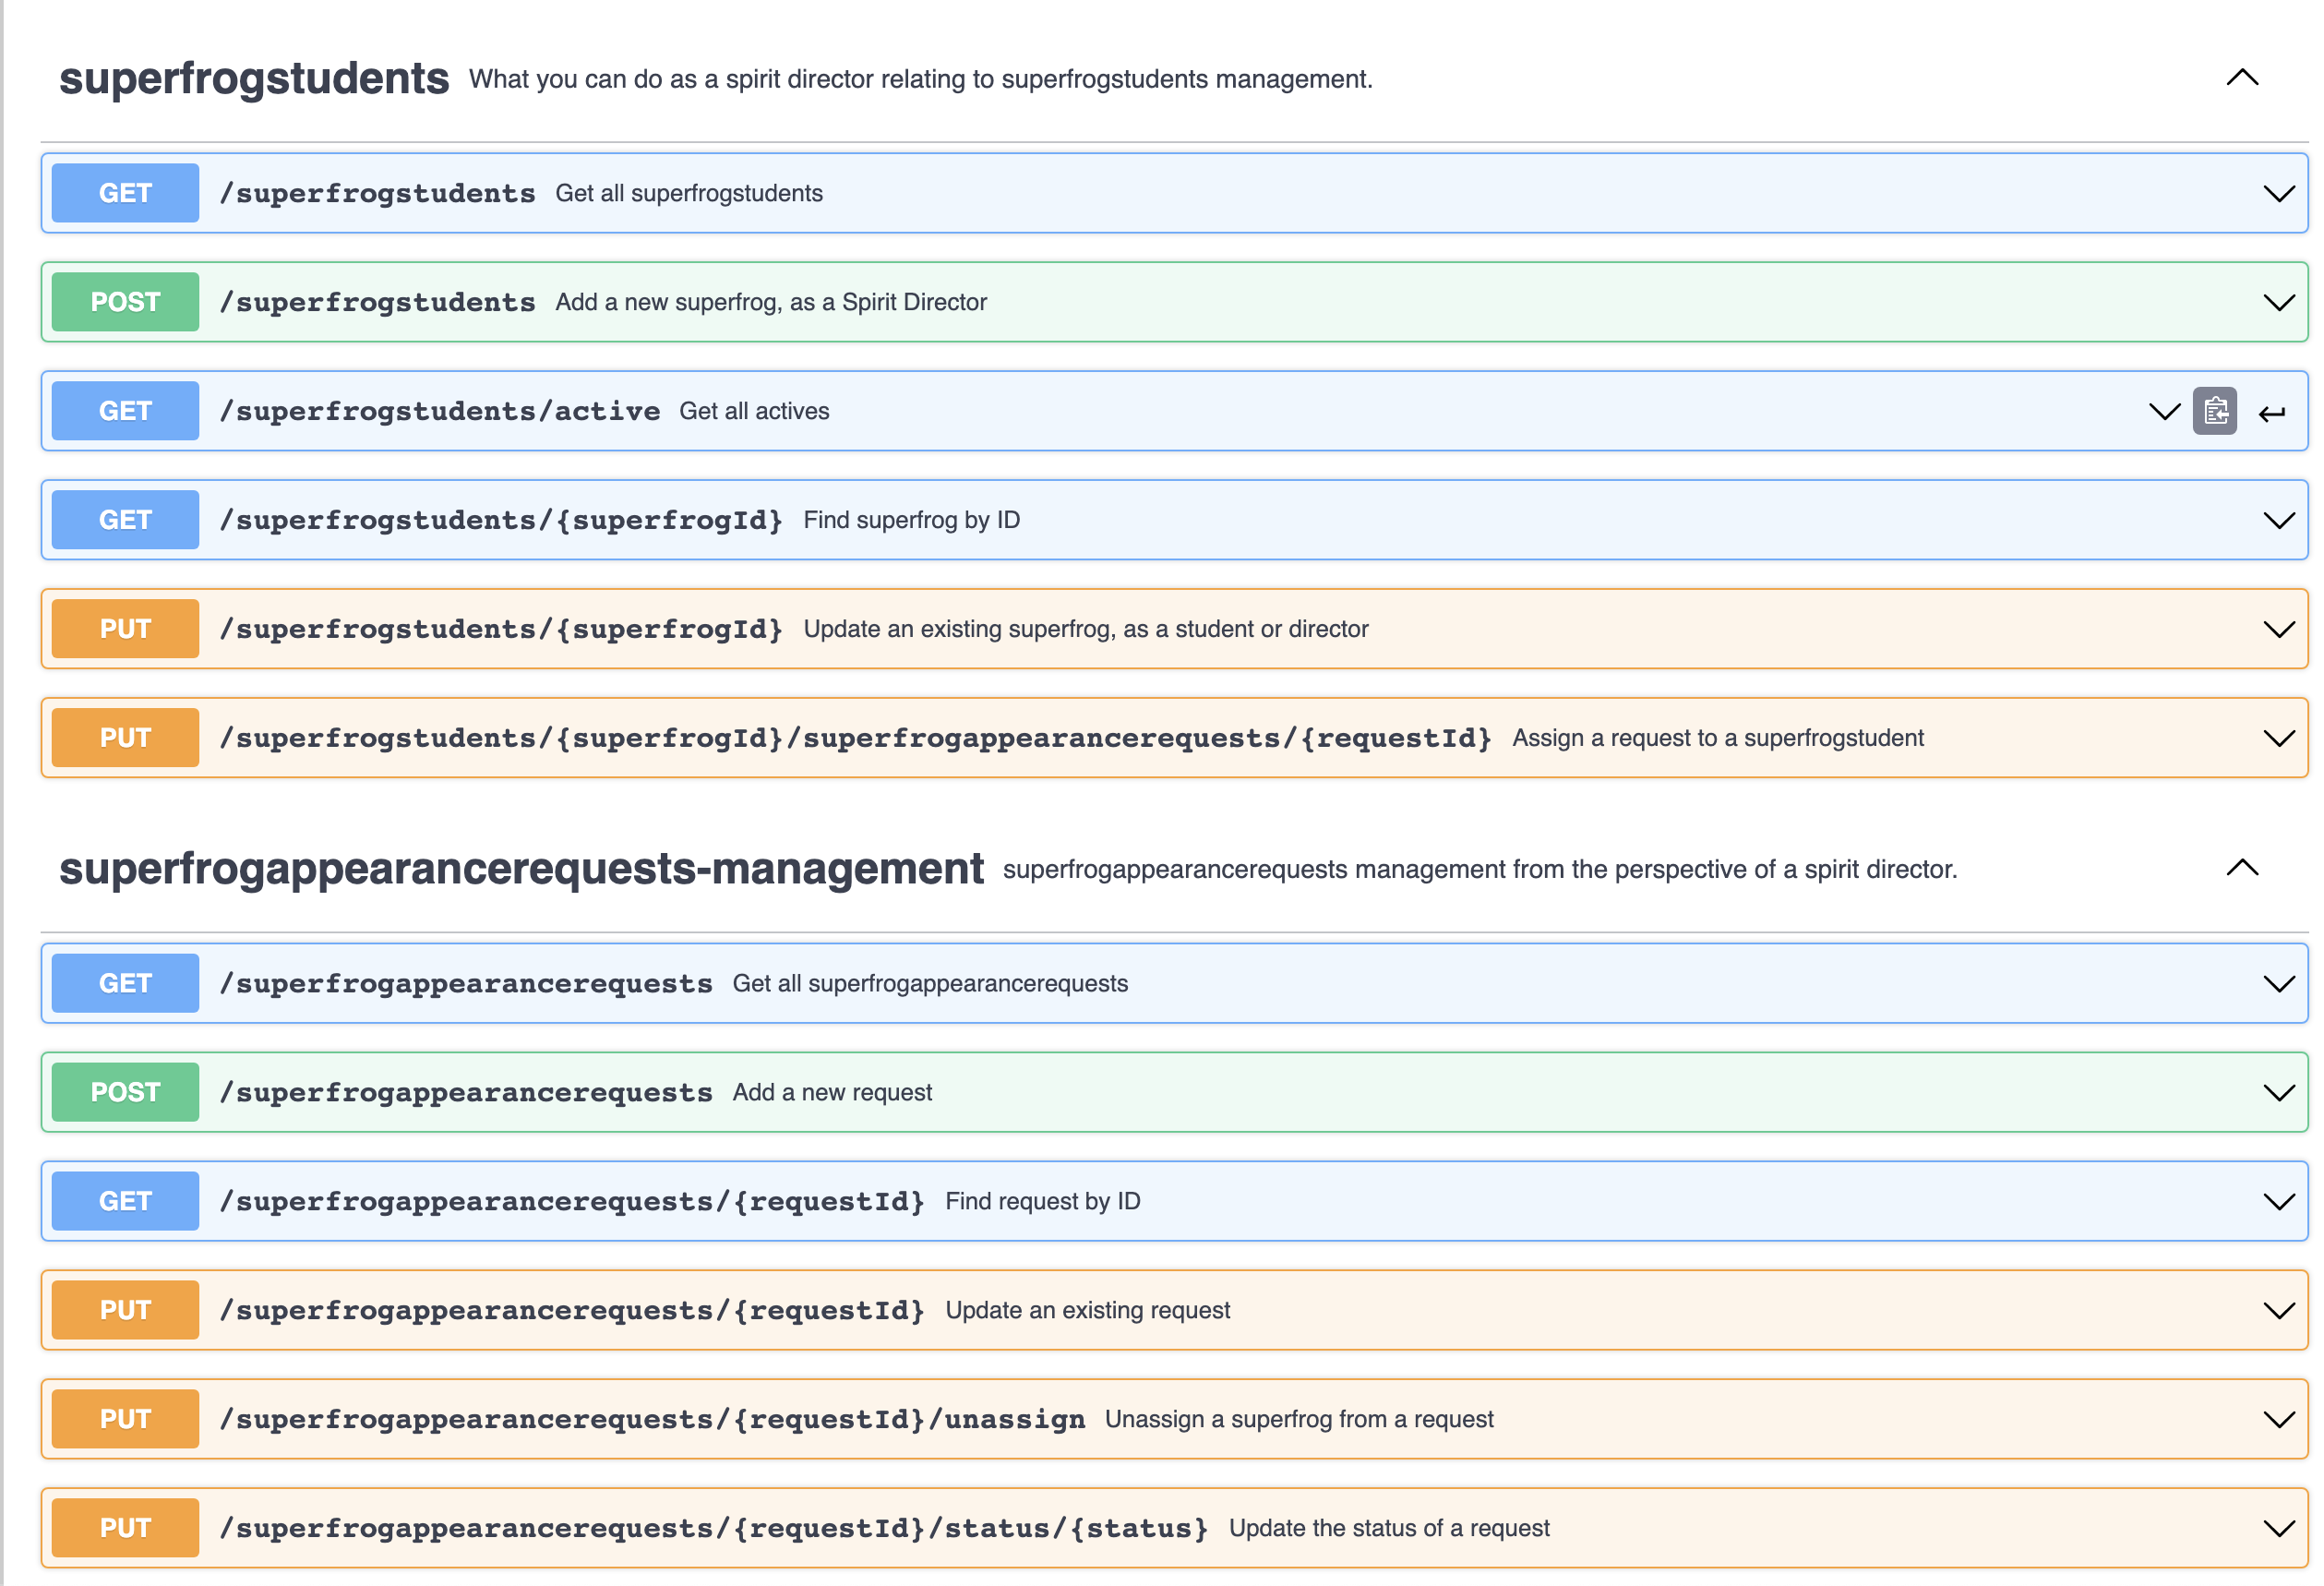 superfrogstudents What you can do as a spirit director relating to superfrogstudents management.
GET /superfrogstudents Get all superfrogstudents
POST /superfrogstudents Add a new superfrog, as a Spirit Director
GET /superfrogstudents/active Get all actives
GET /superfrogstudents/{superfrogId} Find superfrog by ID
PUT /superfrogstudents/{superfrogId} Update an existing superfrog, as a student or director
PUT /superfrogstudents/{superfrogId}/superfrogappearancerequests/{requestId} Assign a request to a superfrogstudent
superfrogappearancerequests-management superfrogappearancerequests management from the perspective of a spirit director.
GET /superfrogappearancerequests Get all superfrogappearancerequests
POST /superfrogappearancerequests Add a new request
GET /superfrogappearancerequests/{requestId} Find request by ID
PUT /superfrogappearancerequests/{requestId} Update an existing request
PUT /superfrogappearancerequests/{requestId}/unassign Unassign a superfrog from a request
PUT /superfrogappearancerequests/{requestId}/status/{status} Update the status of a request